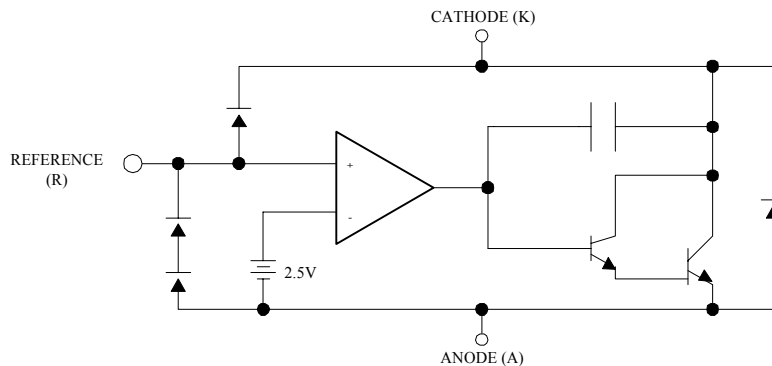 CATHODE (K)
REFERENCE
(R)
+
-
2.5V
ANODE (A)